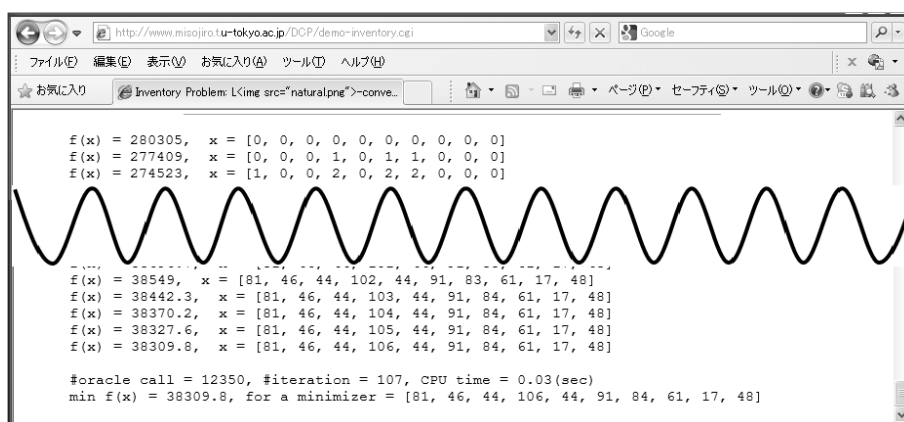 http://www.misojiro.t.u-tokyo.ac.jp/DCP/demo-inventory.cgi
Google
ファイル(F) 編集(E) 表示(V) お気に入り(A) ツール(T) ヘルプ(H)
お気に入り
Inventory Problem: L<img src="natural.png">-conve...
ページ(P) セーフティ(S) ツール(O)
f(x) = 280305, x = [0, 0, 0, 0, 0, 0, 0, 0, 0, 0]
f(x) = 277409, x = [0, 0, 0, 1, 0, 1, 1, 0, 0, 0]
f(x) = 274523, x = [1, 0, 0, 2, 0, 2, 2, 0, 0, 0]
f(x) = 38549, x = [81, 46, 44, 102, 44, 91, 83, 61, 17, 48]
f(x) = 38442.3, x = [81, 46, 44, 103, 44, 91, 84, 61, 17, 48]
f(x) = 38370.2, x = [81, 46, 44, 104, 44, 91, 84, 61, 17, 48]
f(x) = 38327.6, x = [81, 46, 44, 105, 44, 91, 84, 61, 17, 48]
f(x) = 38309.8, x = [81, 46, 44, 106, 44, 91, 84, 61, 17, 48]
#oracle call = 12350, #iteration = 107, CPU time = 0.03(sec)
min f(x) = 38309.8, for a minimizer = [81, 46, 44, 106, 44, 91, 84, 61, 17, 48]